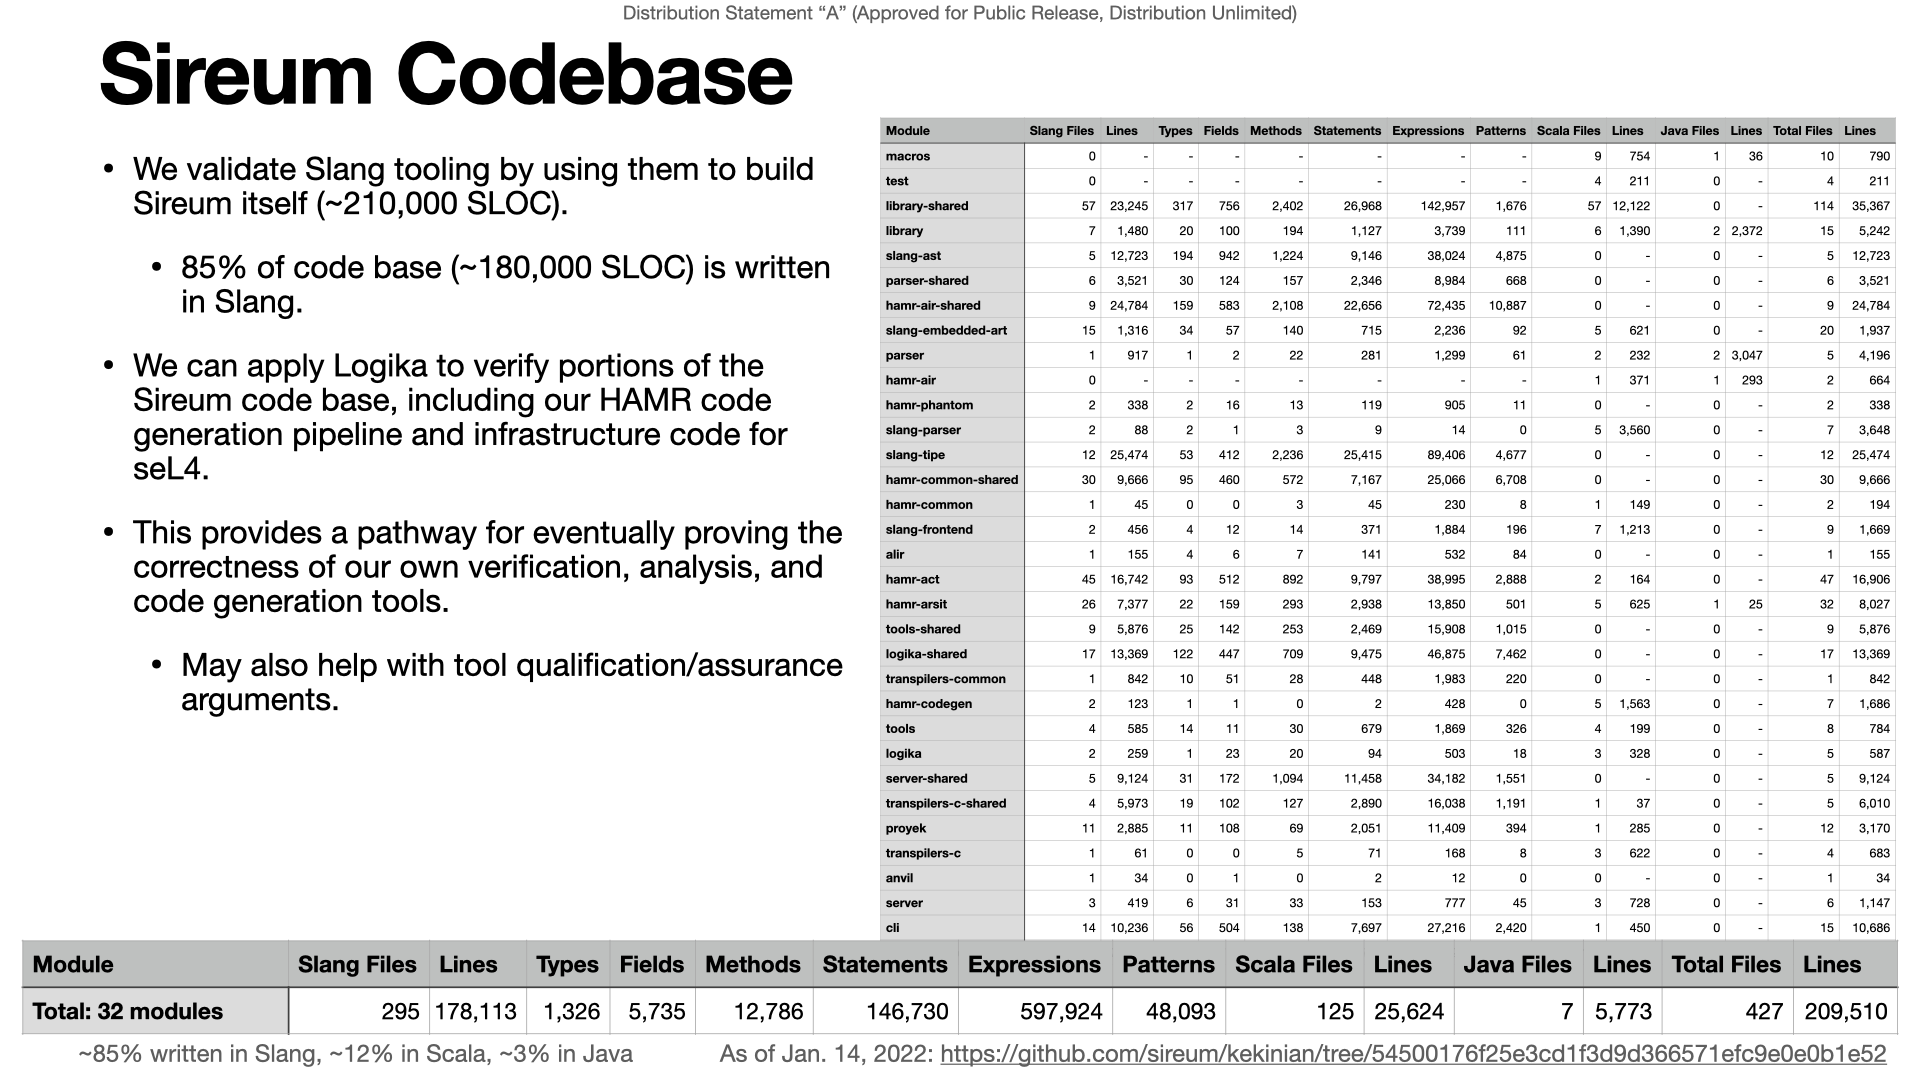 Distribution Statement “A” (Approved for Public Release, Distribution Unlimited)
Sireum Codebase
• We validate Slang tooling by using them to build
Sireum itself (~210,000 SLOC).
• 85% of code base (~180,000 SLOC) is written
in Slang.
• We can apply Logika to verify portions of the
Sireum code base, including our HAMR code
generation pipeline and infrastructure code for
seL4.
• This provides a pathway for eventually proving the
correctness of our own verification, analysis, and
code generation tools.
• May also help with tool qualification/assurance
arguments.
Module Slang Files Lines Types Fields Methods Statements Expressions Patterns Scala Files Lines Java Files Lines Total Files Lines
macros 0 - - - - - - - 9 754 1 36 10 790
test 0 - - - - - - - 4 211 0 - 4 211
library-shared 57 23,245 317 756 2,402 26,968 142,957 1,676 57 12,122 0 - 114 35,367
library 7 1,480 20 100 194 1,127 3,739 111 6 1,390 2 2,372 15 5,242
slang-ast 5 12,723 194 942 1,224 9,146 38,024 4,875 0 - 0 - 5 12,723
parser-shared 6 3,521 30 124 157 2,346 8,984 668 0 - 0 - 6 3,521
hamr-air-shared 9 24,784 159 583 2,108 22,656 72,435 10,887 0 - 0 - 9 24,784
slang-embedded-art 15 1,316 34 57 140 715 2,236 92 5 621 0 - 20 1,937
parser 1 917 1 2 22 281 1,299 61 2 232 2 3,047 5 4,196
hamr-air 0 - - - - - - - 1 371 1 293 2 664
hamr-phantom 2 338 2 16 13 119 905 11 0 - 0 - 2 338
slang-parser 2 88 2 1 3 9 14 0 5 3,560 0 - 7 3,648
slang-tipe 12 25,474 53 412 2,236 25,415 89,406 4,677 0 - 0 - 12 25,474
hamr-common-shared 30 9,666 95 460 572 7,167 25,066 6,708 0 - 0 - 30 9,666
hamr-common 1 45 0 0 3 45 230 8 1 149 0 - 2 194
slang-frontend 2 456 4 12 14 371 1,884 196 7 1,213 0 - 9 1,669
alir 1 155 4 6 7 141 532 84 0 - 0 - 1 155
hamr-act 45 16,742 93 512 892 9,797 38,995 2,888 2 164 0 - 47 16,906
hamr-arsit 26 7,377 22 159 293 2,938 13,850 501 5 625 1 25 32 8,027
tools-shared 9 5,876 25 142 253 2,469 15,908 1,015 0 - 0 - 9 5,876
logika-shared 17 13,369 122 447 709 9,475 46,875 7,462 0 - 0 - 17 13,369
transpilers-common 1 842 10 51 28 448 1,983 220 0 - 0 - 1 842
hamr-codegen 2 123 1 1 0 2 428 0 5 1,563 0 - 7 1,686
tools 4 585 14 11 30 679 1,869 326 4 199 0 - 8 784
logika 2 259 1 23 20 94 503 18 3 328 0 - 5 587
server-shared 5 9,124 31 172 1,094 11,458 34,182 1,551 0 - 0 - 5 9,124
transpilers-c-shared 4 5,973 19 102 127 2,890 16,038 1,191 1 37 0 - 5 6,010
proyek 11 2,885 11 108 69 2,051 11,409 394 1 285 0 - 12 3,170
transpilers-c 1 61 0 0 5 71 168 8 3 622 0 - 4 683
anvil 1 34 0 1 0 2 12 0 0 - 0 - 1 34
server 3 419 6 31 33 153 777 45 3 728 0 - 6 1,147
cli 14 10,236 56 504 138 7,697 27,216 2,420 1 450 0 - 15 10,686
Module Slang Files Lines Types Fields Methods Statements Expressions Patterns Scala Files Lines Java Files Lines Total Files Lines
Total: 32 modules 295 178,113 1,326 5,735 12,786 146,730 597,924 48,093 125 25,624 7 5,773 427 209,510
~85% written in Slang, ~12% in Scala, ~3% in Java
As of Jan. 14, 2022: https://github.com/sireum/kekinian/tree/54500176f25e3cd1f3d9d366571efc9e0e0b1e52